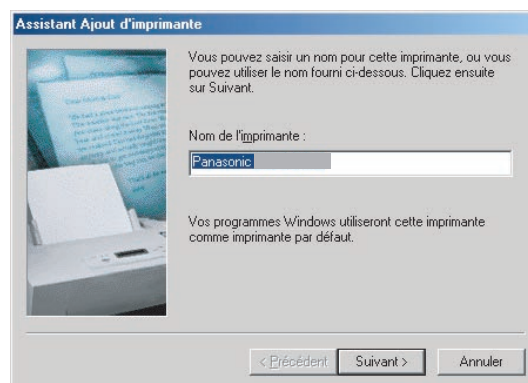 Assistant Ajout d'imprimante
Vous pouvez saisir un nom pour cette imprimante, ou vous
pouvez utiliser le nom fourni ci-dessous. Cliquez ensuite
sur Suivant.
Nom de l'imprimante :
Panasonic
Vos programmes Windows utiliseront cette imprimante
comme imprimante par défaut.
< Précédent
Suivant >
Annuler